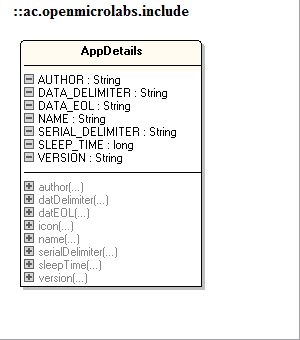 ::ac.openmicrolabs.include
AppDetails
AUTHOR : String
DATA_DELIMITER : String
DATA_EOL : String
NAME : String
SERIAL_DELIMITER : String
SLEEP_TIME : long
VERSION : String
author(...)
datDelimiter(...)
datEOL(...)
icon(...)
name(...)
serialDelimiter(...)
sleepTime(...)
version(...)